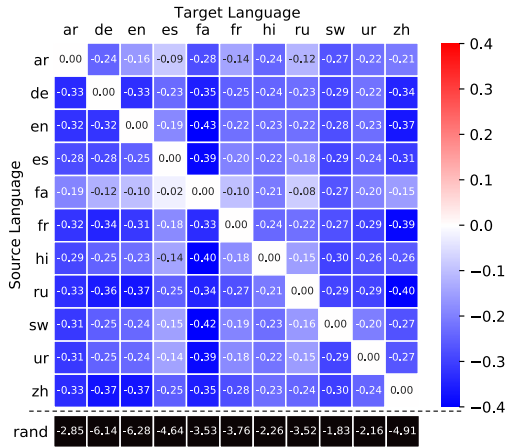 Target Language
ar de en es fa fr hi ru sw ur zh
Source Language
ar 0.00 -0.24 -0.16 -0.09 -0.28 -0.14 -0.24 -0.12 -0.27 -0.22 -0.21
de -0.33 0.00 -0.33 -0.23 -0.35 -0.25 -0.24 -0.23 -0.29 -0.22 -0.34
en -0.32 -0.32 0.00 -0.19 -0.43 -0.22 -0.23 -0.22 -0.28 -0.23 -0.37
es -0.28 -0.28 -0.25 0.00 -0.39 -0.20 -0.22 -0.18 -0.29 -0.24 -0.31
fa -0.19 -0.12 -0.10 -0.02 0.00 -0.10 -0.21 -0.08 -0.27 -0.20 -0.15
fr -0.32 -0.34 -0.31 -0.18 -0.33 0.00 -0.24 -0.22 -0.27 -0.29 -0.39
hi -0.29 -0.25 -0.23 -0.14 -0.40 -0.18 0.00 -0.15 -0.30 -0.26 -0.26
ru -0.33 -0.36 -0.37 -0.25 -0.34 -0.27 -0.21 0.00 -0.29 -0.29 -0.40
sw -0.31 -0.25 -0.24 -0.15 -0.42 -0.19 -0.23 -0.16 0.00 -0.20 -0.27
ur -0.31 -0.25 -0.24 -0.14 -0.39 -0.18 -0.22 -0.15 -0.29 0.00 -0.27
zh -0.33 -0.37 -0.37 -0.25 -0.35 -0.28 -0.23 -0.24 -0.30 -0.24 0.00
rand -2.85 -6.14 -6.28 -4.64 -3.53 -3.76 -2.26 -3.52 -1.83 -2.16 -4.91
0.4
0.3
0.2
0.1
0.0
−0.1
−0.2
−0.3
−0.4